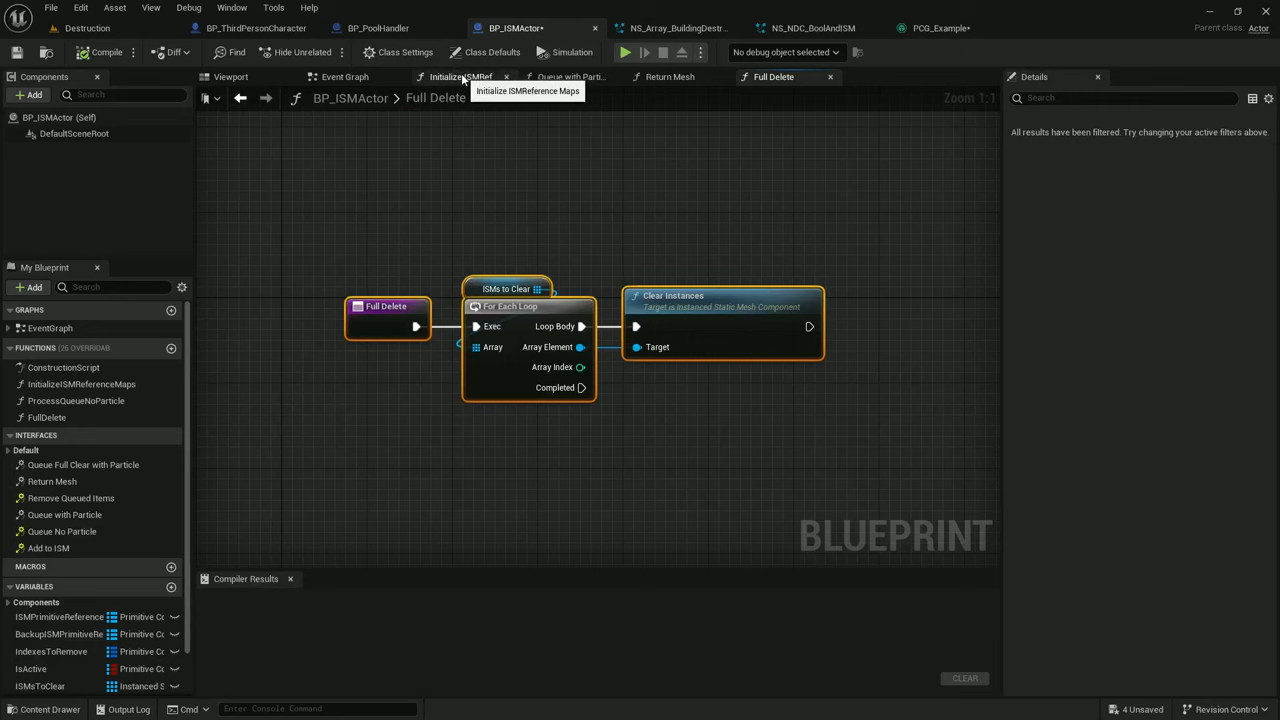 File Edit Asset View Debug Window Tools Help
Destruction BP_ThirdPersonCharacter BP_PoolHandler BP_ISMActor* NS_Array_BuildingDestr... NS_NDC_BoolAndISM PCG_Example* Parent class: Actor
Compile Diff Find Hide Unrelated Class Settings Class Defaults Simulation No debug object selected
Components Viewport Event Graph Initialize ISMRef Queue with Parti... Return Mesh Full Delete Details
Add Search BP_ISMActor Full Delete Initialize ISMReference Maps Zoom 1:1 Search
BP_ISMActor (Self)
DefaultSceneRoot
All results have been filtered. Try changing your active filters above.
My Blueprint
Add Search
GRAPHS
EventGraph
FUNCTIONS (26 OVERRIDAB
ConstructionScript
InitializeISMReferenceMaps
ProcessQueueNoParticle
FullDelete
INTERFACES
Default
Queue Full Clear with Particle
Return Mesh
Remove Queued Items
Queue with Particle
Queue No Particle
Add to ISM
MACROS
VARIABLES
Components
ISMPrimitiveReference Primitive Cc
BackupISMPrimitiveRe Primitive Cc
IndexesToRemove Primitive Cc
IsActive Primitive Cc
ISMsToClear Instanced S
Full Delete
ISMs to Clear
For Each Loop
Exec Loop Body
Array Array Element
Array Index
Completed
Clear Instances
Target is Instanced Static Mesh Component
Target
BLUEPRINT
Compiler Results
CLEAR
Content Drawer Output Log Cmd Enter Console Command 4 Unsaved Revision Control